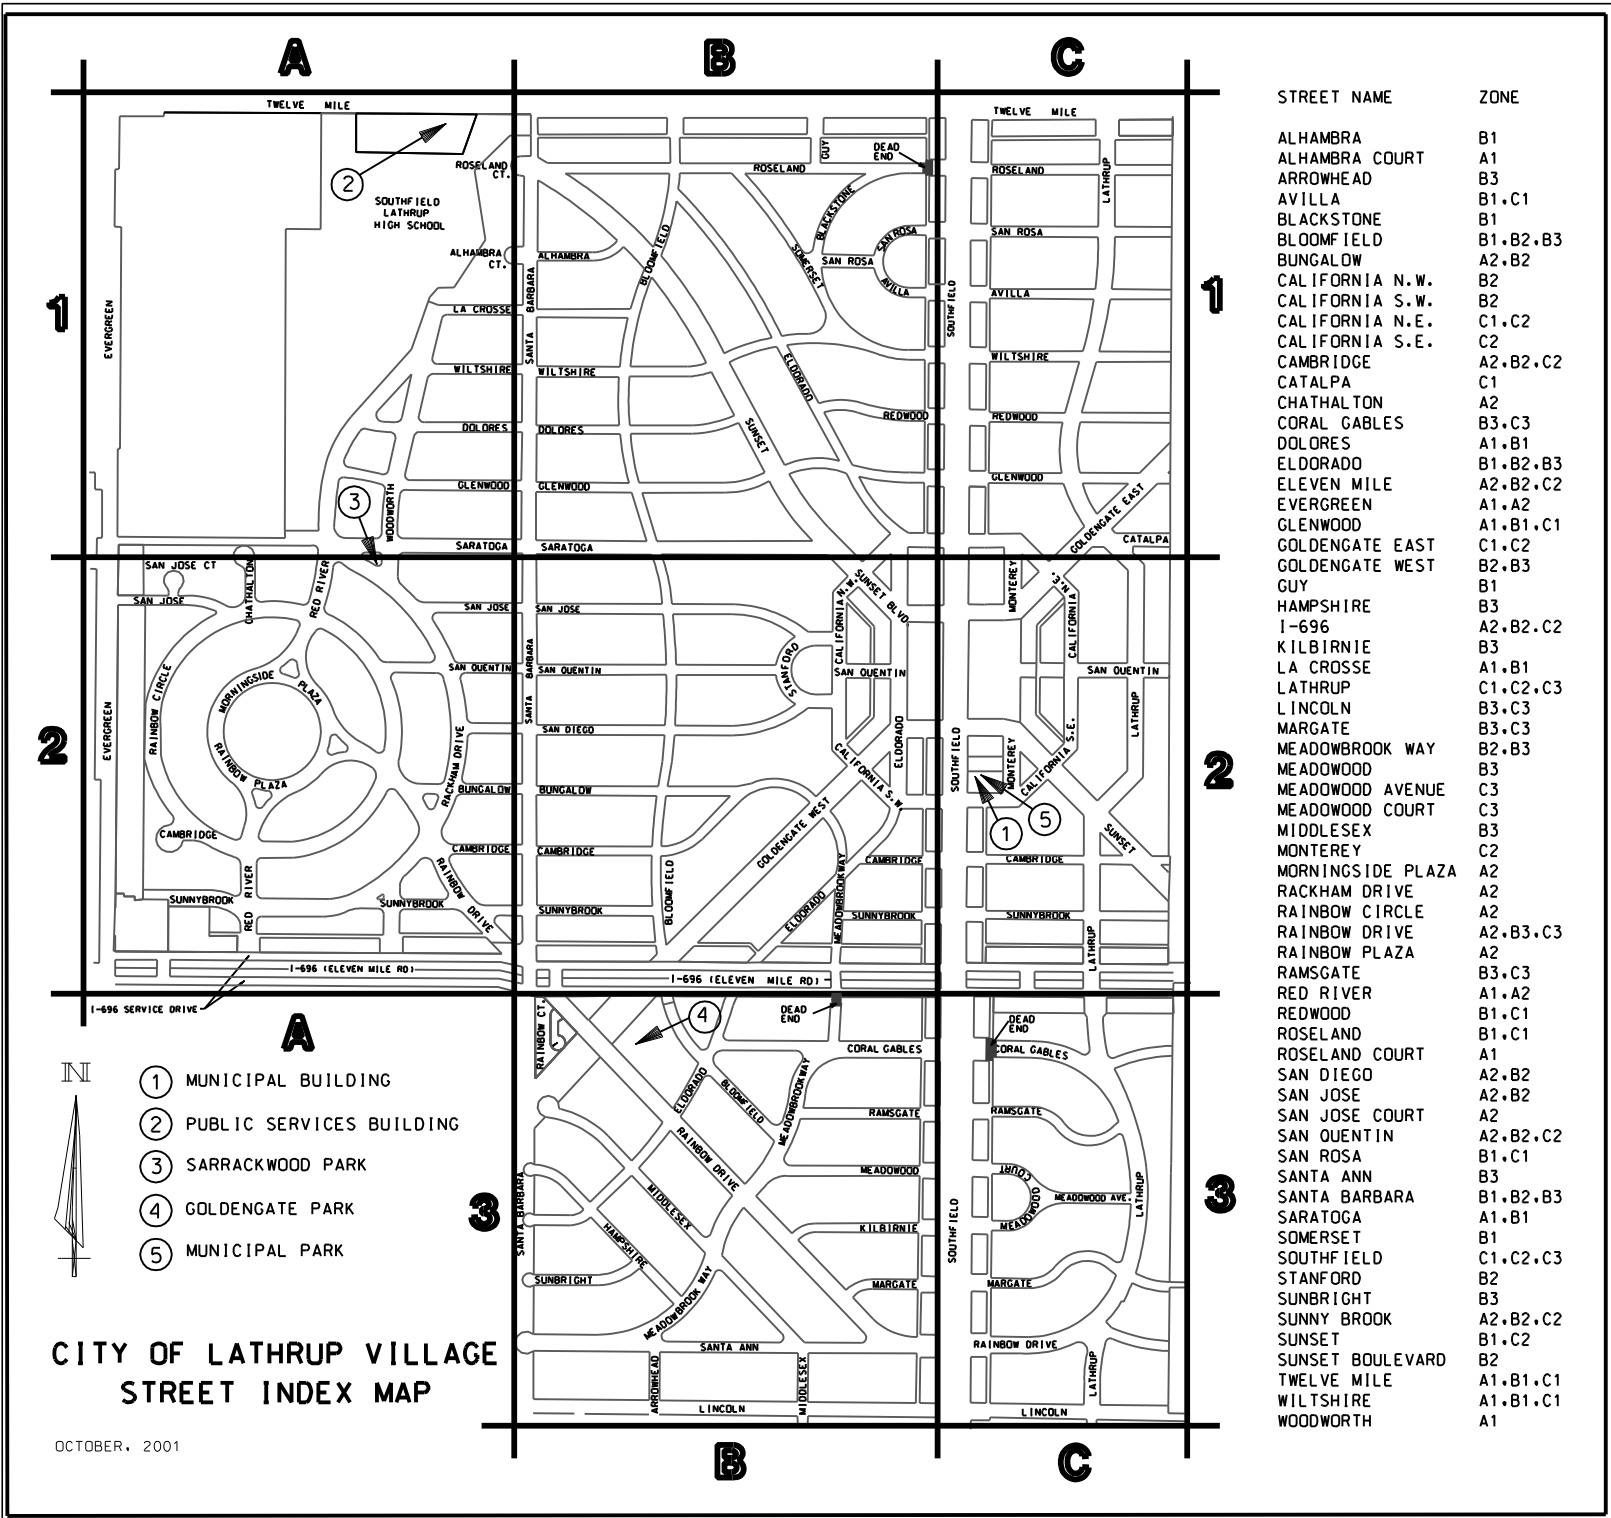 A B C
TWELVE MILE
TWELVE MILE
GUY
DEAD
END
ROSELAND
CT.
ROSELAND
ROSELAND
LATHRUP
2
SOUTHFIELD
LATHRUP
HIGH SCHOOL
BLACKSTONE
SAN ROSA
SAN ROSA
SAN ROSA
ALHAMBRA
CT.
ALHAMBRA
BLOOMFIELD
SOMERSET
AVILLA
AVILLA
1
EVERGREEN
LA CROSSE
SANTA BARBARA
SOUTHFIELD
1
WILTSHIRE
WILTSHIRE
WILTSHIRE
ELDORADO
REDWOOD
REDWOOD
DOLORES
DOLORES
SUNSET
GLENWOOD
GLENWOOD
GLENWOOD
3
WOODWORTH
GOLDENGATE EAST
CATALPA
SARATOGA
SARATOGA
SAN JOSE CT
SAN JOSE
CHATHALTON
RED RIVER
SAN JOSE
SAN JOSE
CALIFORNIA N.W.
SUNSET BLVD.
MONTEREY
CALIFORNIA N.E.
RAINBOW CIRCLE
MORNINGSIDE PLAZA
SAN QUENTIN
SAN QUENTIN
STANFORD
SAN QUENTIN
SAN QUENTIN
SANTA BARBARA
LATHRUP
2
EVERGREEN
RAINBOW PLAZA
RACKHAM DRIVE
SAN DIEGO
CALIFORNIA S.W.
ELDORADO
SOUTHFIELD
MONTEREY
CALIFORNIA S.E.
2
BUNGALOW
BUNGALOW
GOLDENGATE WEST
1
5
SUNSET
CAMBRIDGE
CAMBRIDGE
CAMBRIDGE
CAMBRIDGE
CAMBRIDGE
RED RIVER
RAINBOW DRIVE
BLOOMFIELD
ELDORADO
MEADOWBROOKWAY
SUNNYBROOK
SUNNYBROOK
SUNNYBROOK
SUNNYBROOK
SUNNYBROOK
LATHRUP
I-696 (ELEVEN MILE RD)
I-696 (ELEVEN MILE RD)
I-696 SERVICE DRIVE
RAINBOW CT.
4
DEAD
END
DEAD
END
CORAL GABLES
CORAL GABLES
ELDORADO
BLOOMFIELD
MEADOWBROOKWAY
RAMSGATE
RAMSGATE
RAINBOW DRIVE
MEADOWOOD
MEADOWOOD COURT
MEADOWOOD AVE.
LATHRUP
3
SANTA BARBARA
MIDDLESEX
HAMPSHIRE
KILBIRNIE
SOUTHFIELD
3
SUNBRIGHT
MARGATE
MARGATE
MEADOWBROOK WAY
SANTA ANN
RAINBOW DRIVE
ARROWHEAD
MIDDLESEX
LATHRUP
LINCOLN
LINCOLN
A
B C
N
1 MUNICIPAL BUILDING
2 PUBLIC SERVICES BUILDING
3 SARRACKWOOD PARK
4 GOLDENGATE PARK
5 MUNICIPAL PARK
CITY OF LATHRUP VILLAGE
STREET INDEX MAP
OCTOBER, 2001
STREET NAME ZONE
ALHAMBRA B1
ALHAMBRA COURT A1
ARROWHEAD B3
AVILLA B1,C1
BLACKSTONE B1
BLOOMFIELD B1,B2,B3
BUNGALOW A2,B2
CALIFORNIA N.W. B2
CALIFORNIA S.W. B2
CALIFORNIA N.E. C1,C2
CALIFORNIA S.E. C2
CAMBRIDGE A2,B2,C2
CATALPA C1
CHATHALTON A2
CORAL GABLES B3,C3
DOLORES A1,B1
ELDORADO B1,B2,B3
ELEVEN MILE A2,B2,C2
EVERGREEN A1,A2
GLENWOOD A1,B1,C1
GOLDENGATE EAST C1,C2
GOLDENGATE WEST B2,B3
GUY B1
HAMPSHIRE B3
I-696 A2,B2,C2
KILBIRNIE B3
LA CROSSE A1,B1
LATHRUP C1,C2,C3
LINCOLN B3,C3
MARGATE B3,C3
MEADOWBROOK WAY B2,B3
MEADOWOOD B3
MEADOWOOD AVENUE C3
MEADOWOOD COURT C3
MIDDLESEX B3
MONTEREY C2
MORNINGSIDE PLAZA A2
RACKHAM DRIVE A2
RAINBOW CIRCLE A2
RAINBOW DRIVE A2,B3,C3
RAINBOW PLAZA A2
RAMSGATE B3,C3
RED RIVER A1,A2
REDWOOD B1,C1
ROSELAND B1,C1
ROSELAND COURT A1
SAN DIEGO A2,B2
SAN JOSE A2,B2
SAN JOSE COURT A2
SAN QUENTIN A2,B2,C2
SAN ROSA B1,C1
SANTA ANN B3
SANTA BARBARA B1,B2,B3
SARATOGA A1,B1
SOMERSET B1
SOUTHFIELD C1,C2,C3
STANFORD B2
SUNBRIGHT B3
SUNNY BROOK A2,B2,C2
SUNSET B1,C2
SUNSET BOULEVARD B2
TWELVE MILE A1,B1,C1
WILTSHIRE A1,B1,C1
WOODWORTH A1